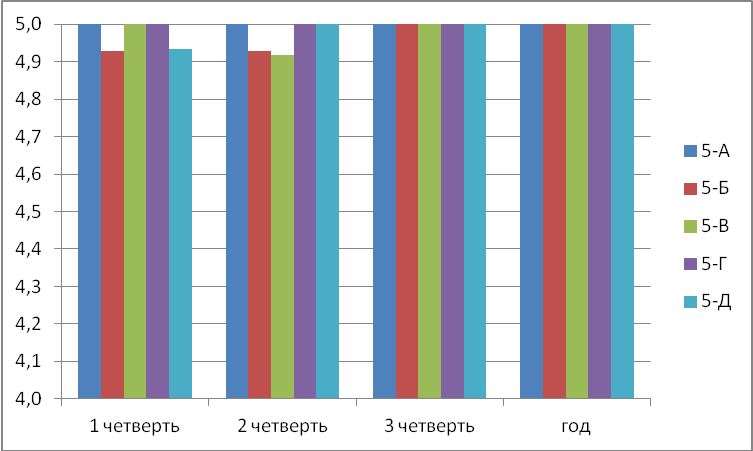 5,0
4,9
4,8
4,7
4,6
4,5
4,4
4,3
4,2
4,1
4,0
1 четверть
2 четверть
3 четверть
год
5-А
5-Б
5-В
5-Г
5-Д